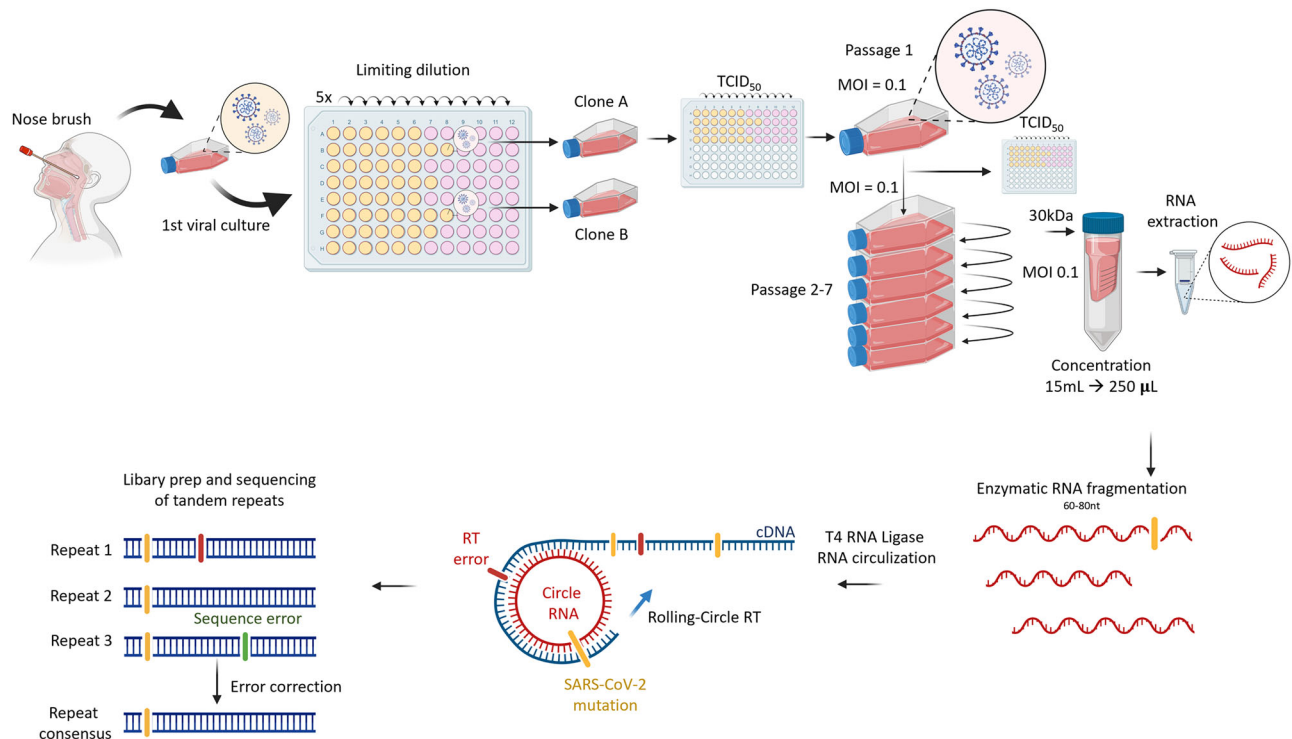 Nose brush
1st viral culture
Limiting dilution
5x
1 2 3 4 5 6 7 8 9 10 11 12
A
B
C
D
E
F
G
H
Clone A
Clone B
TCID50
Passage 1
MOI = 0.1
TCID50
MOI = 0.1
Passage 2-7
30kDa
MOI 0.1
RNA
extraction
Concentration
15mL → 250 µL
Enzymatic RNA fragmentation
60-80nt
T4 RNA Ligase
RNA circulization
cDNA
RT
error
Circle
RNA
Rolling-Circle RT
SARS-CoV-2
mutation
Libary prep and sequencing
of tandem repeats
Repeat 1
Repeat 2
Sequence error
Repeat 3
Error correction
Repeat
consensus